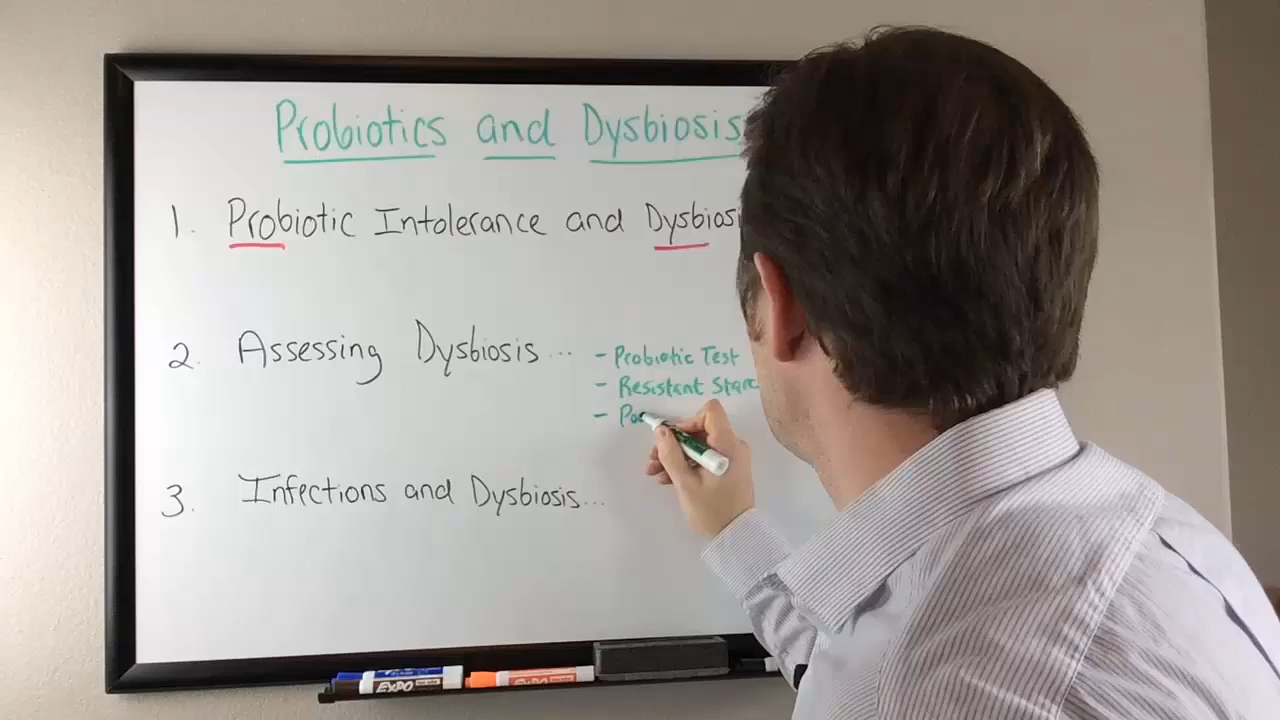 Probiotics and Dysbiosis
1. Probiotic Intolerance and Dysbiosi
2. Assessing Dysbiosis...
- Probiotic Test
- Resistant Starc
-
3. Infections and Dysbiosis...
EXPO